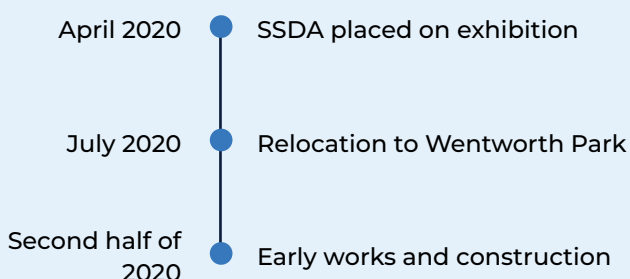 April 2020 SSDA placed on exhibition
July 2020 Relocation to Wentworth Park
Second half of
2020 Early works and construction